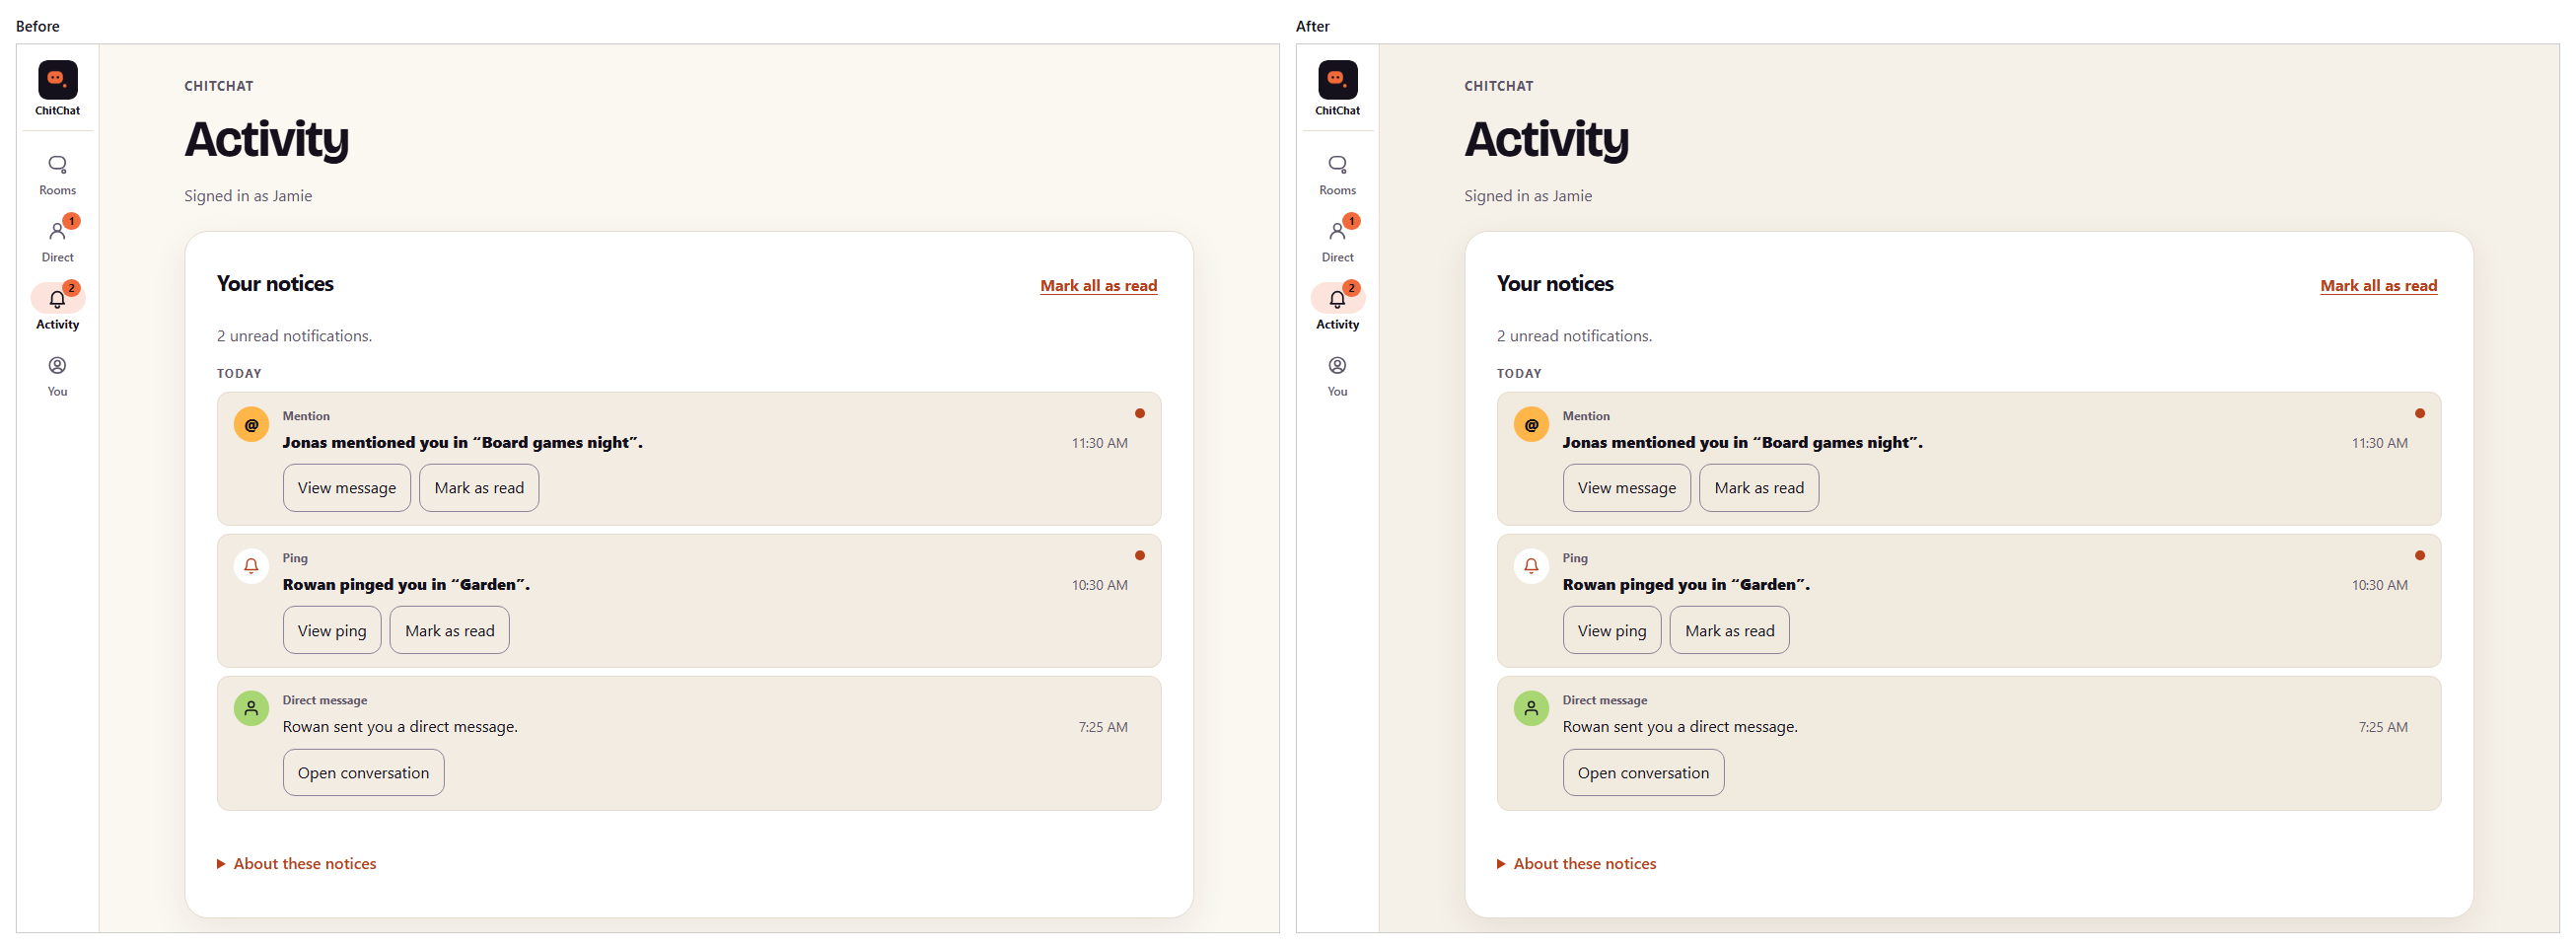 Before
ChitChat
Rooms
1
Direct
2
Activity
You
CHITCHAT
Activity
Signed in as Jamie
Your notices
Mark all as read
2 unread notifications.
TODAY
@
Mention
Jonas mentioned you in “Board games night”.
11:30 AM
View message
Mark as read
Ping
Rowan pinged you in “Garden”.
10:30 AM
View ping
Mark as read
Direct message
Rowan sent you a direct message.
7:25 AM
Open conversation
About these notices
After
ChitChat
Rooms
1
Direct
2
Activity
You
CHITCHAT
Activity
Signed in as Jamie
Your notices
Mark all as read
2 unread notifications.
TODAY
@
Mention
Jonas mentioned you in “Board games night”.
11:30 AM
View message
Mark as read
Ping
Rowan pinged you in “Garden”.
10:30 AM
View ping
Mark as read
Direct message
Rowan sent you a direct message.
7:25 AM
Open conversation
About these notices